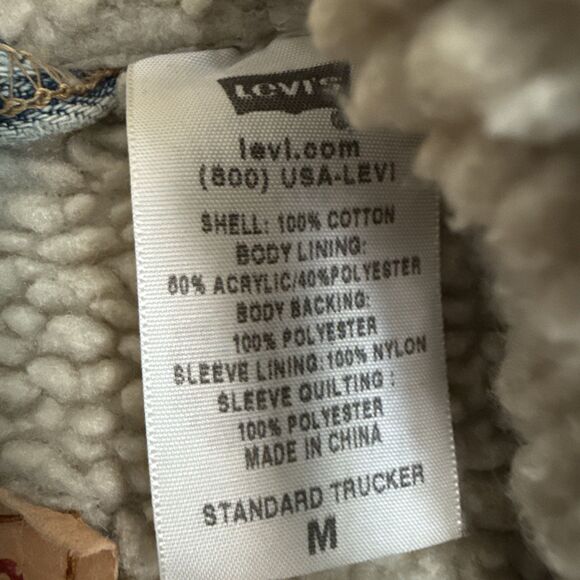 LEVI'S
levi.com
(800) USA-LEVI
SHELL: 100% COTTON
BODY LINING:
60% ACRYLIC/40%POLYESTER
BODY BACKING:
100% POLYESTER
SLEEVE LINING:100% NYLON
SLEEVE QUILTING :
100% POLYESTER
MADE IN CHINA
STANDARD TRUCKER
M